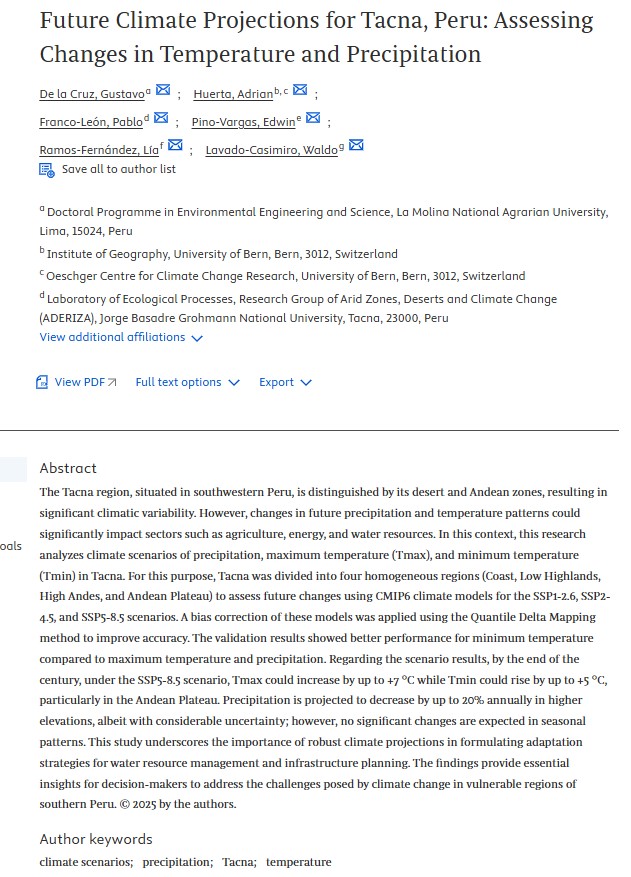 Future Climate Projections for Tacna, Peru: Assessing
Changes in Temperature and Precipitation
De la Cruz, Gustavoᵃ ; Huerta, Adrianᵇ,ᶜ ;
Franco-León, Pabloᵈ ; Pino-Vargas, Edwinᵉ ;
Ramos-Fernández, Líaᶠ ; Lavado-Casimiro, Waldoᵍ
Save all to author list
ᵃ Doctoral Programme in Environmental Engineering and Science, La Molina National Agrarian University,
Lima, 15024, Peru
ᵇ Institute of Geography, University of Bern, Bern, 3012, Switzerland
ᶜ Oeschger Centre for Climate Change Research, University of Bern, Bern, 3012, Switzerland
ᵈ Laboratory of Ecological Processes, Research Group of Arid Zones, Deserts and Climate Change
(ADERIZA), Jorge Basadre Grohmann National University, Tacna, 23000, Peru
View additional affiliations
View PDF Full text options Export
Abstract
The Tacna region, situated in southwestern Peru, is distinguished by its desert and Andean zones, resulting in
significant climatic variability. However, changes in future precipitation and temperature patterns could
significantly impact sectors such as agriculture, energy, and water resources. In this context, this research
oals
analyzes climate scenarios of precipitation, maximum temperature (Tmax), and minimum temperature
(Tmin) in Tacna. For this purpose, Tacna was divided into four homogeneous regions (Coast, Low Highlands,
High Andes, and Andean Plateau) to assess future changes using CMIP6 climate models for the SSP1-2.6, SSP2-
4.5, and SSP5-8.5 scenarios. A bias correction of these models was applied using the Quantile Delta Mapping
method to improve accuracy. The validation results showed better performance for minimum temperature
compared to maximum temperature and precipitation. Regarding the scenario results, by the end of the
century, under the SSP5-8.5 scenario, Tmax could increase by up to +7 °C while Tmin could rise by up to +5 °C,
particularly in the Andean Plateau. Precipitation is projected to decrease by up to 20% annually in higher
elevations, albeit with considerable uncertainty; however, no significant changes are expected in seasonal
patterns. This study underscores the importance of robust climate projections in formulating adaptation
strategies for water resource management and infrastructure planning. The findings provide essential
insights for decision-makers to address the challenges posed by climate change in vulnerable regions of
southern Peru. © 2025 by the authors.
Author keywords
climate scenarios; precipitation; Tacna; temperature